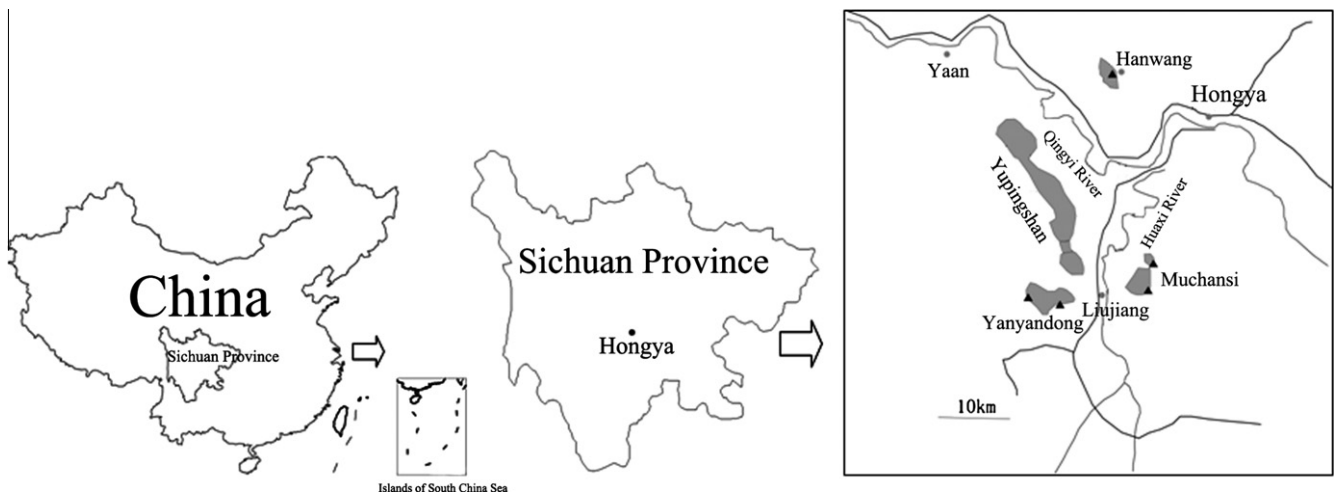 China
Sichuan Province
Islands of South China Sea
Sichuan Province
Hongya
Yaan
Hanwang
Hongya
Qingyi River
Yupingshan
Huaxi River
Muchansi
Yanyandong
Liujiang
10km